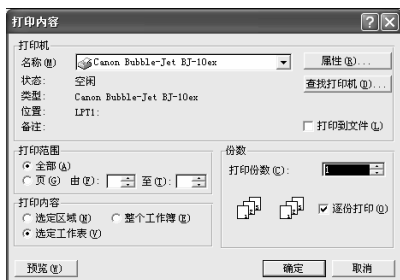 打印内容
打印机
名称(M) Canon Bubble-Jet BJ-10ex 属性(R)...
状态: 空闲 查找打印机(D)...
类型: Canon Bubble-Jet BJ-10ex
位置: LPT1:
备注: 打印到文件(L)
打印范围
全部(A)
页(G) 由(F): 至(T):
份数
打印份数(C): 1
逐份打印(O)
打印内容
选定区域(N) 整个工作簿(E)
选定工作表(V)
预览(W) 确定 取消